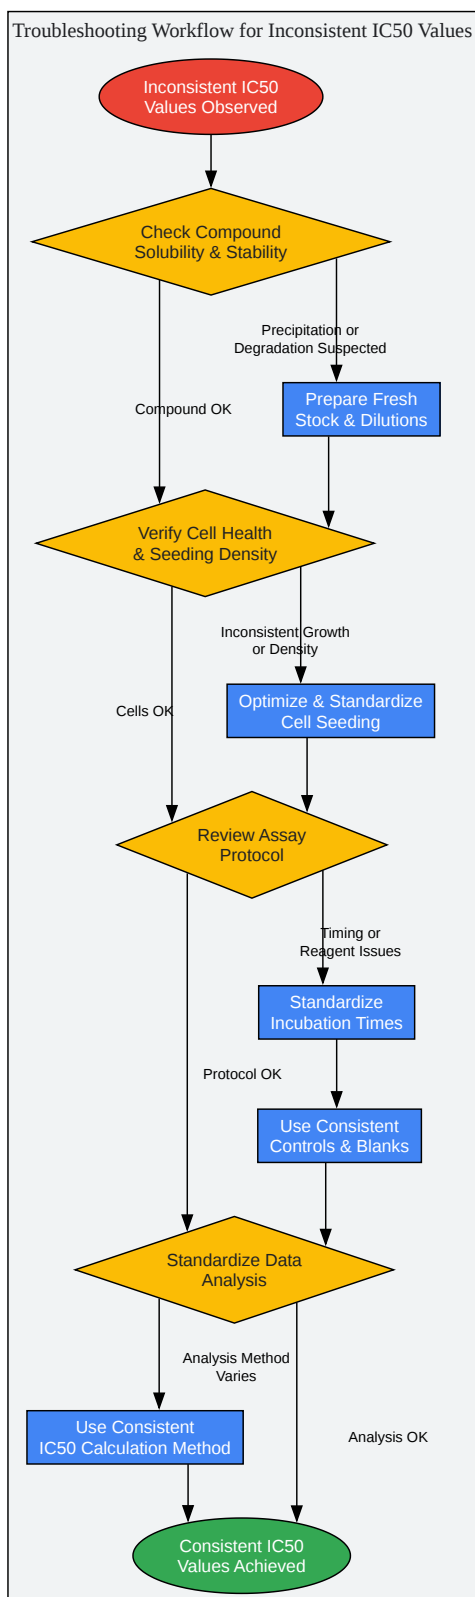 Troubleshooting Workflow for Inconsistent IC50 Values
Inconsistent IC50
Values Observed
Check Compound
Solubility & Stability
Precipitation or
Degradation Suspected
Compound OK
Prepare Fresh
Stock & Dilutions
Verify Cell Health
& Seeding Density
Inconsistent Growth
or Density
Cells OK
Optimize & Standardize
Cell Seeding
Review Assay
Protocol
Timing or
Reagent Issues
Standardize
Incubation Times
Protocol OK
Use Consistent
Controls & Blanks
Standardize Data
Analysis
Analysis Method
Varies
Use Consistent
IC50 Calculation Method
Analysis OK
Consistent IC50
Values Achieved